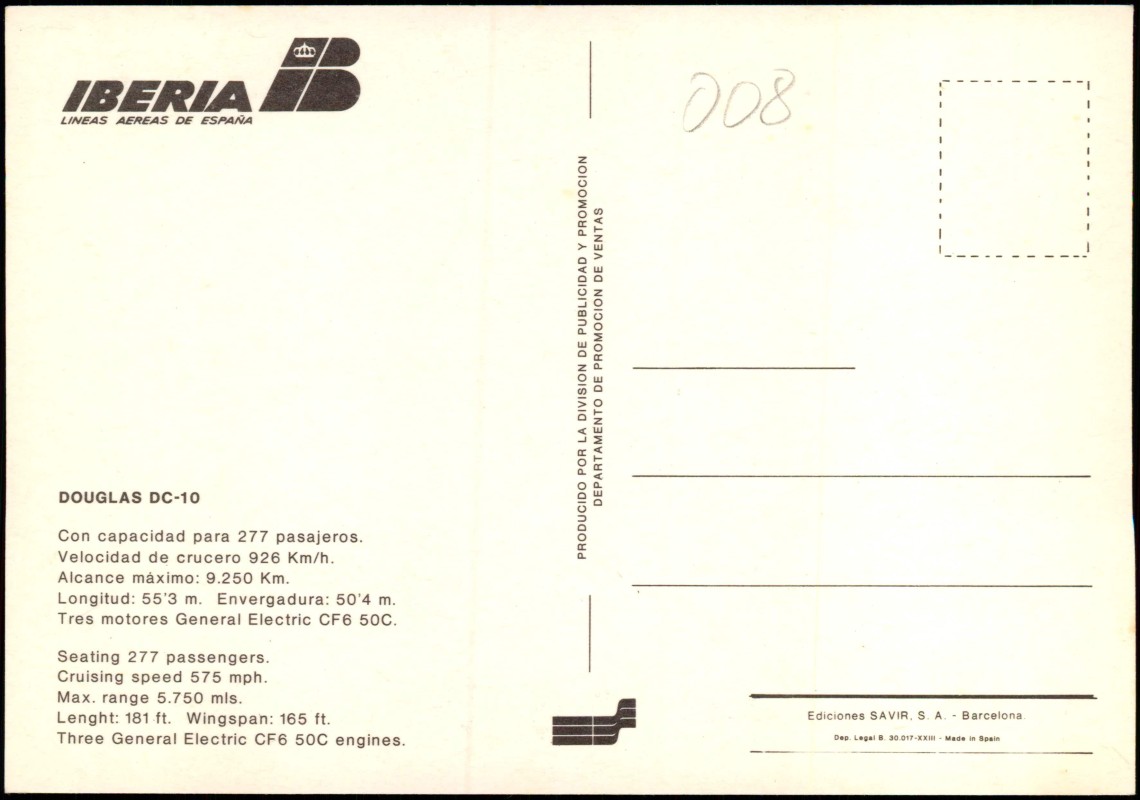 IBERIA
LINEAS AEREAS DE ESPAÑA
DOUGLAS DC-10
Con capacidad para 277 pasajeros.
Velocidad de crucero 926 Km/h.
Alcance máximo: 9.250 Km.
Longitud: 55'3 m. Envergadura: 50'4 m.
Tres motores General Electric CF6 50C.
Seating 277 passengers.
Cruising speed 575 mph.
Max. range 5.750 mls.
Lenght: 181 ft. Wingspan: 165 ft.
Three General Electric CF6 50C engines.
PRODUCIDO POR LA DIVISION DE PUBLICIDAD Y PROMOCION
DEPARTAMENTO DE PROMOCION DE VENTAS
008
Ediciones SAVIR, S. A. - Barcelona.
Dep. Legal B. 30.017-XXIII - Made in Spain